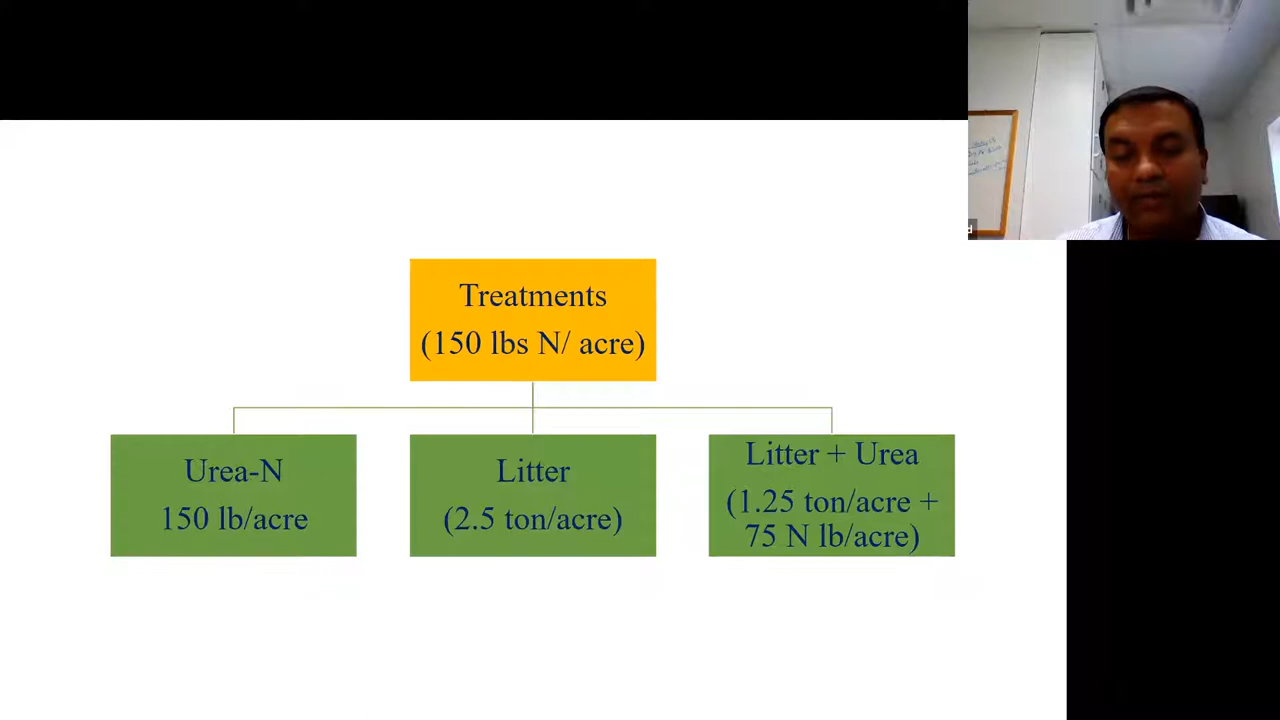 Treatments
(150 lbs N/ acre)
Urea-N
150 lb/acre
Litter
(2.5 ton/acre)
Litter + Urea
(1.25 ton/acre +
75 N lb/acre)
d